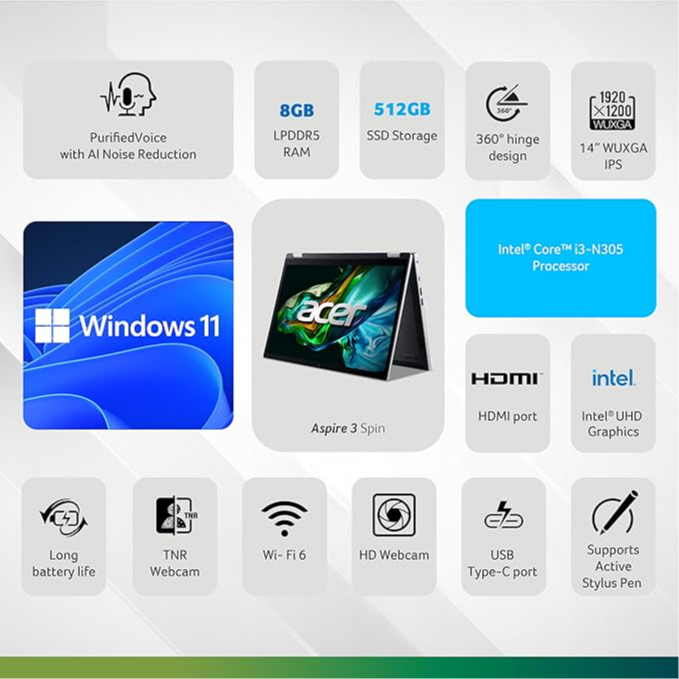 PurifiedVoice
with AI Noise Reduction
8GB
LPDDR5
RAM
512GB
SSD Storage
360°
360° hinge
design
1920
×1200
WUXGA
14" WUXGA
IPS
Windows 11
acer
Aspire 3 Spin
Intel® Core™ i3-N305
Processor
HDMI™
HDMI port
intel.
Intel® UHD
Graphics
Long
battery life
TNR
TNR
Webcam
Wi- Fi 6
HD Webcam
USB
Type-C port
Supports
Active
Stylus Pen